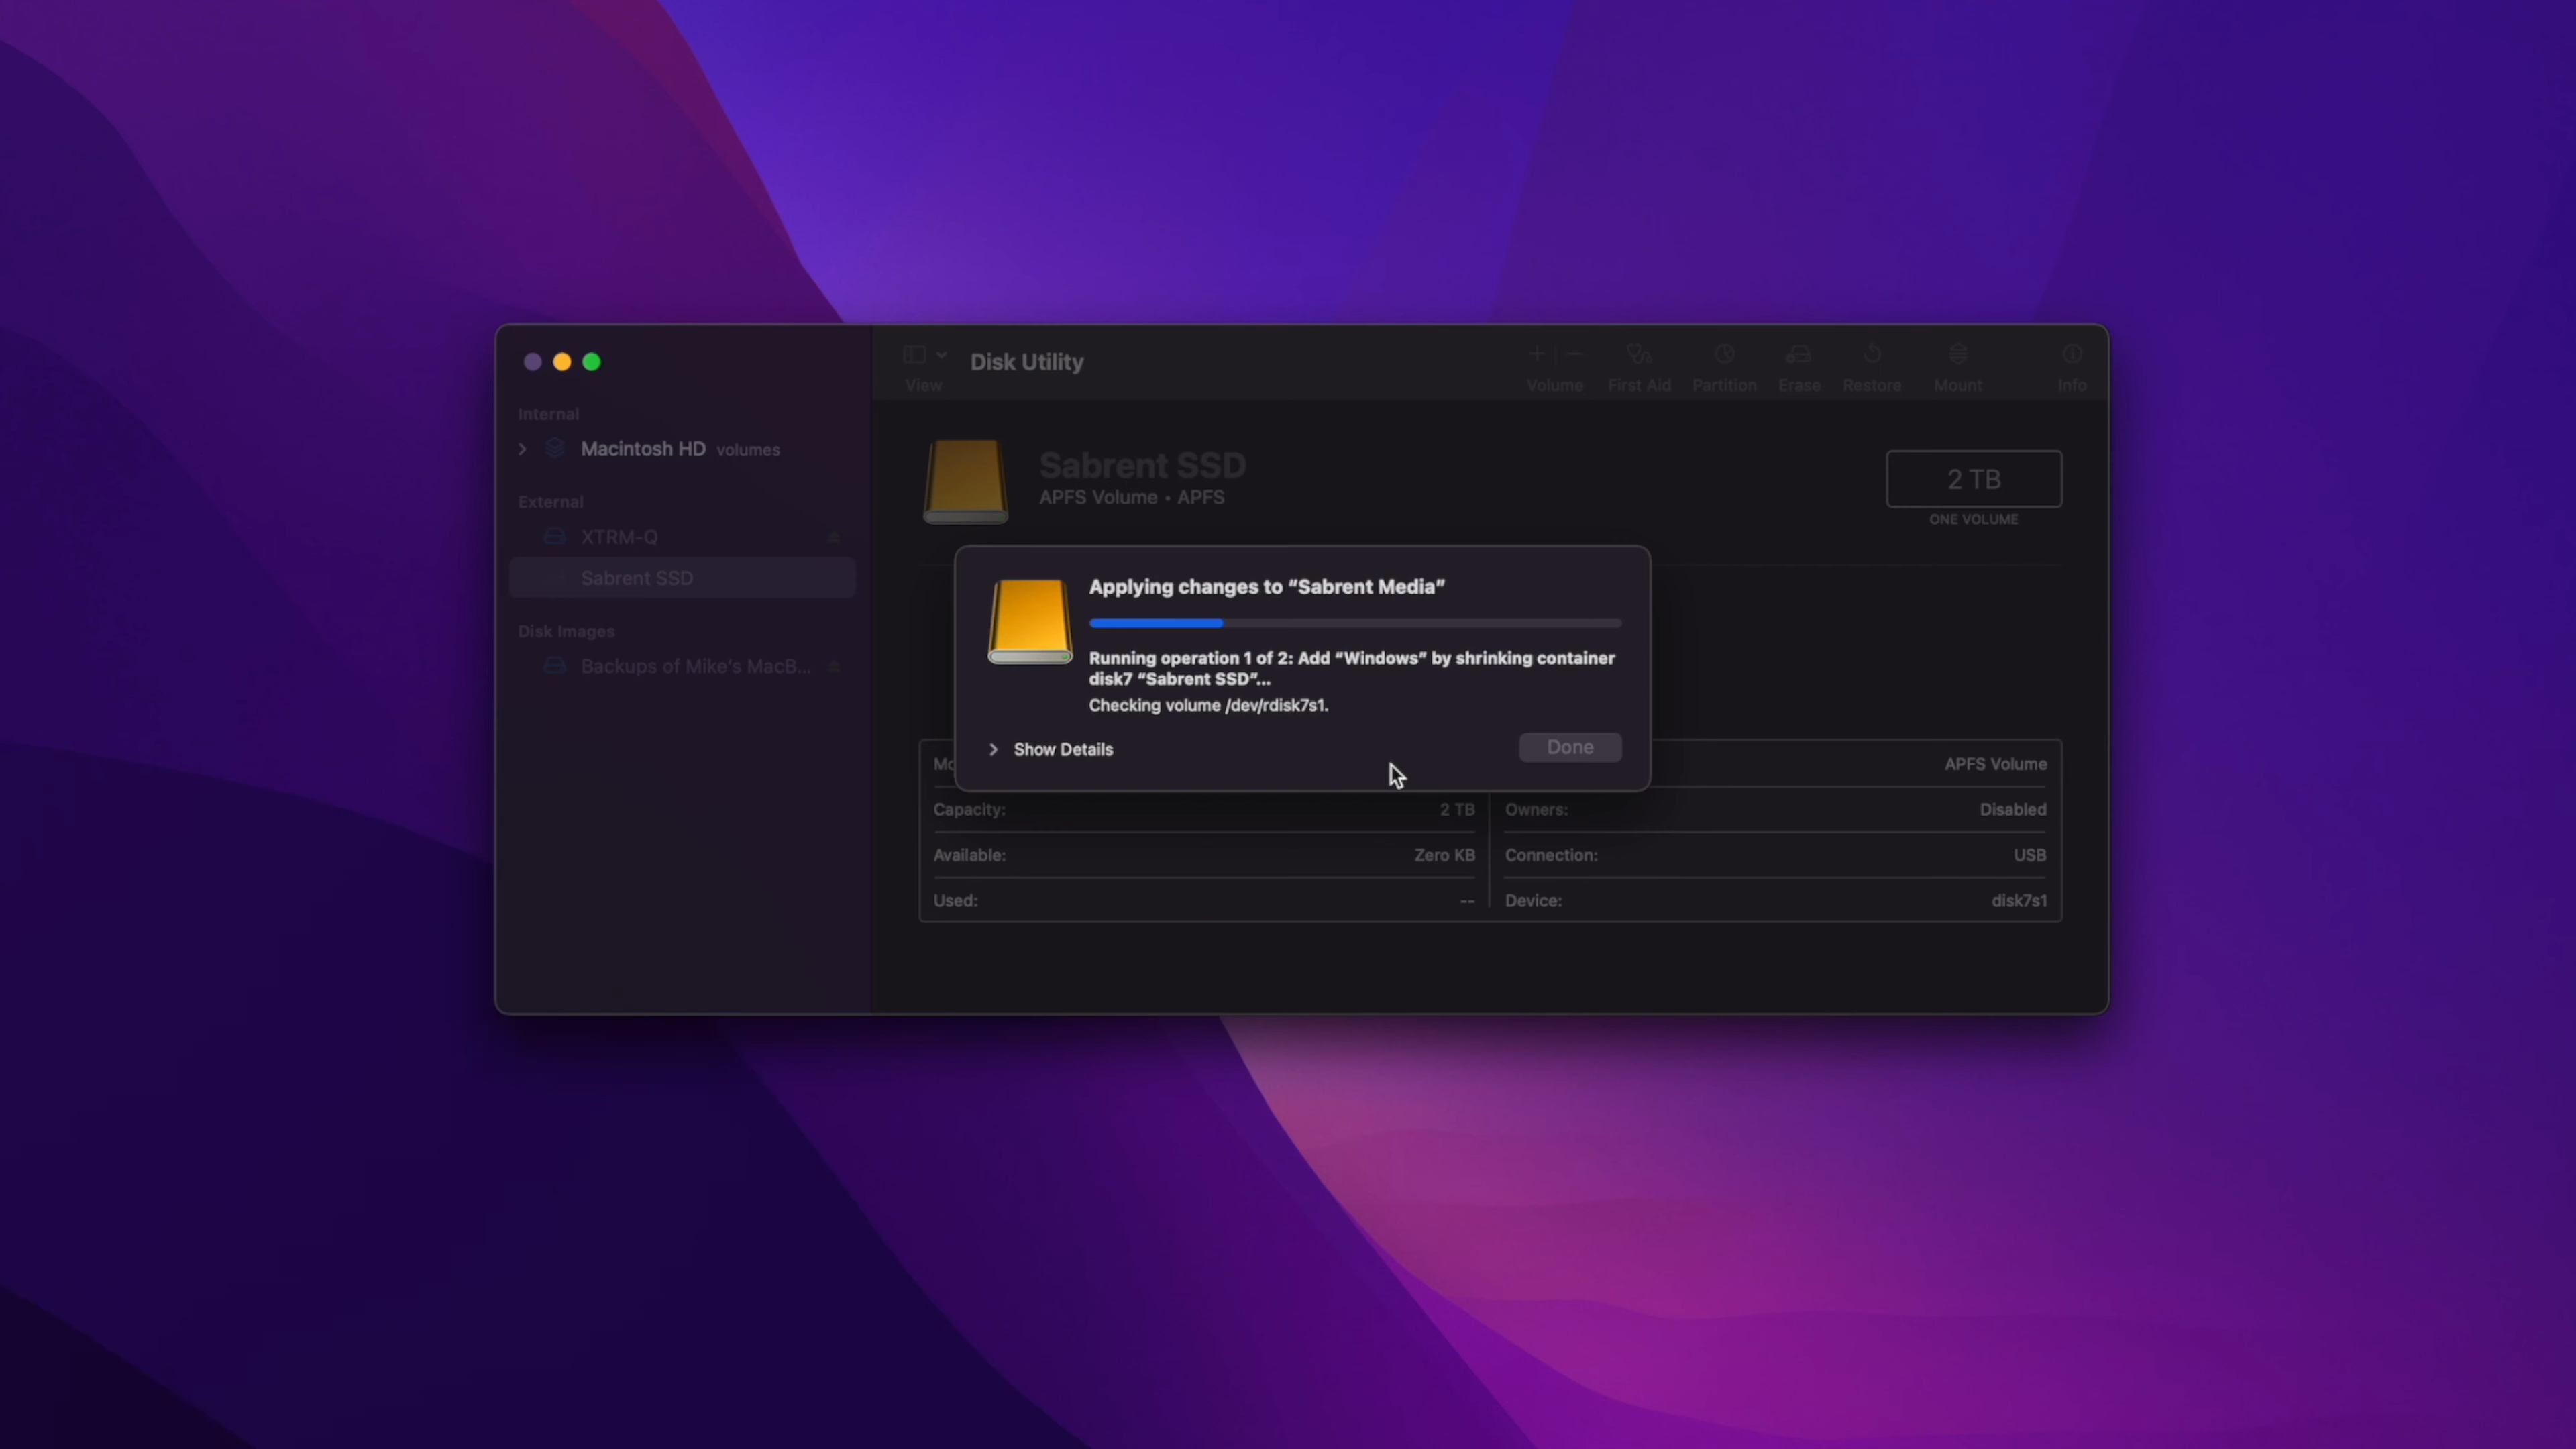 Disk Utility
View
Volume
First Aid
Partition
Erase
Restore
Mount
Info
Internal
Macintosh HD volumes
External
XTRM-Q
Sabrent SSD
Disk Images
Backups of Mike's MacB...
Sabrent SSD
APFS Volume • APFS
2 TB
ONE VOLUME
Applying changes to “Sabrent Media”
Running operation 1 of 2: Add “Windows” by shrinking container
disk7 “Sabrent SSD”...
Checking volume /dev/rdisk7s1.
Show Details
Done
APFS Volume
Capacity: 2 TB
Owners: Disabled
Available: Zero KB
Connection: USB
Used: --
Device: disk7s1